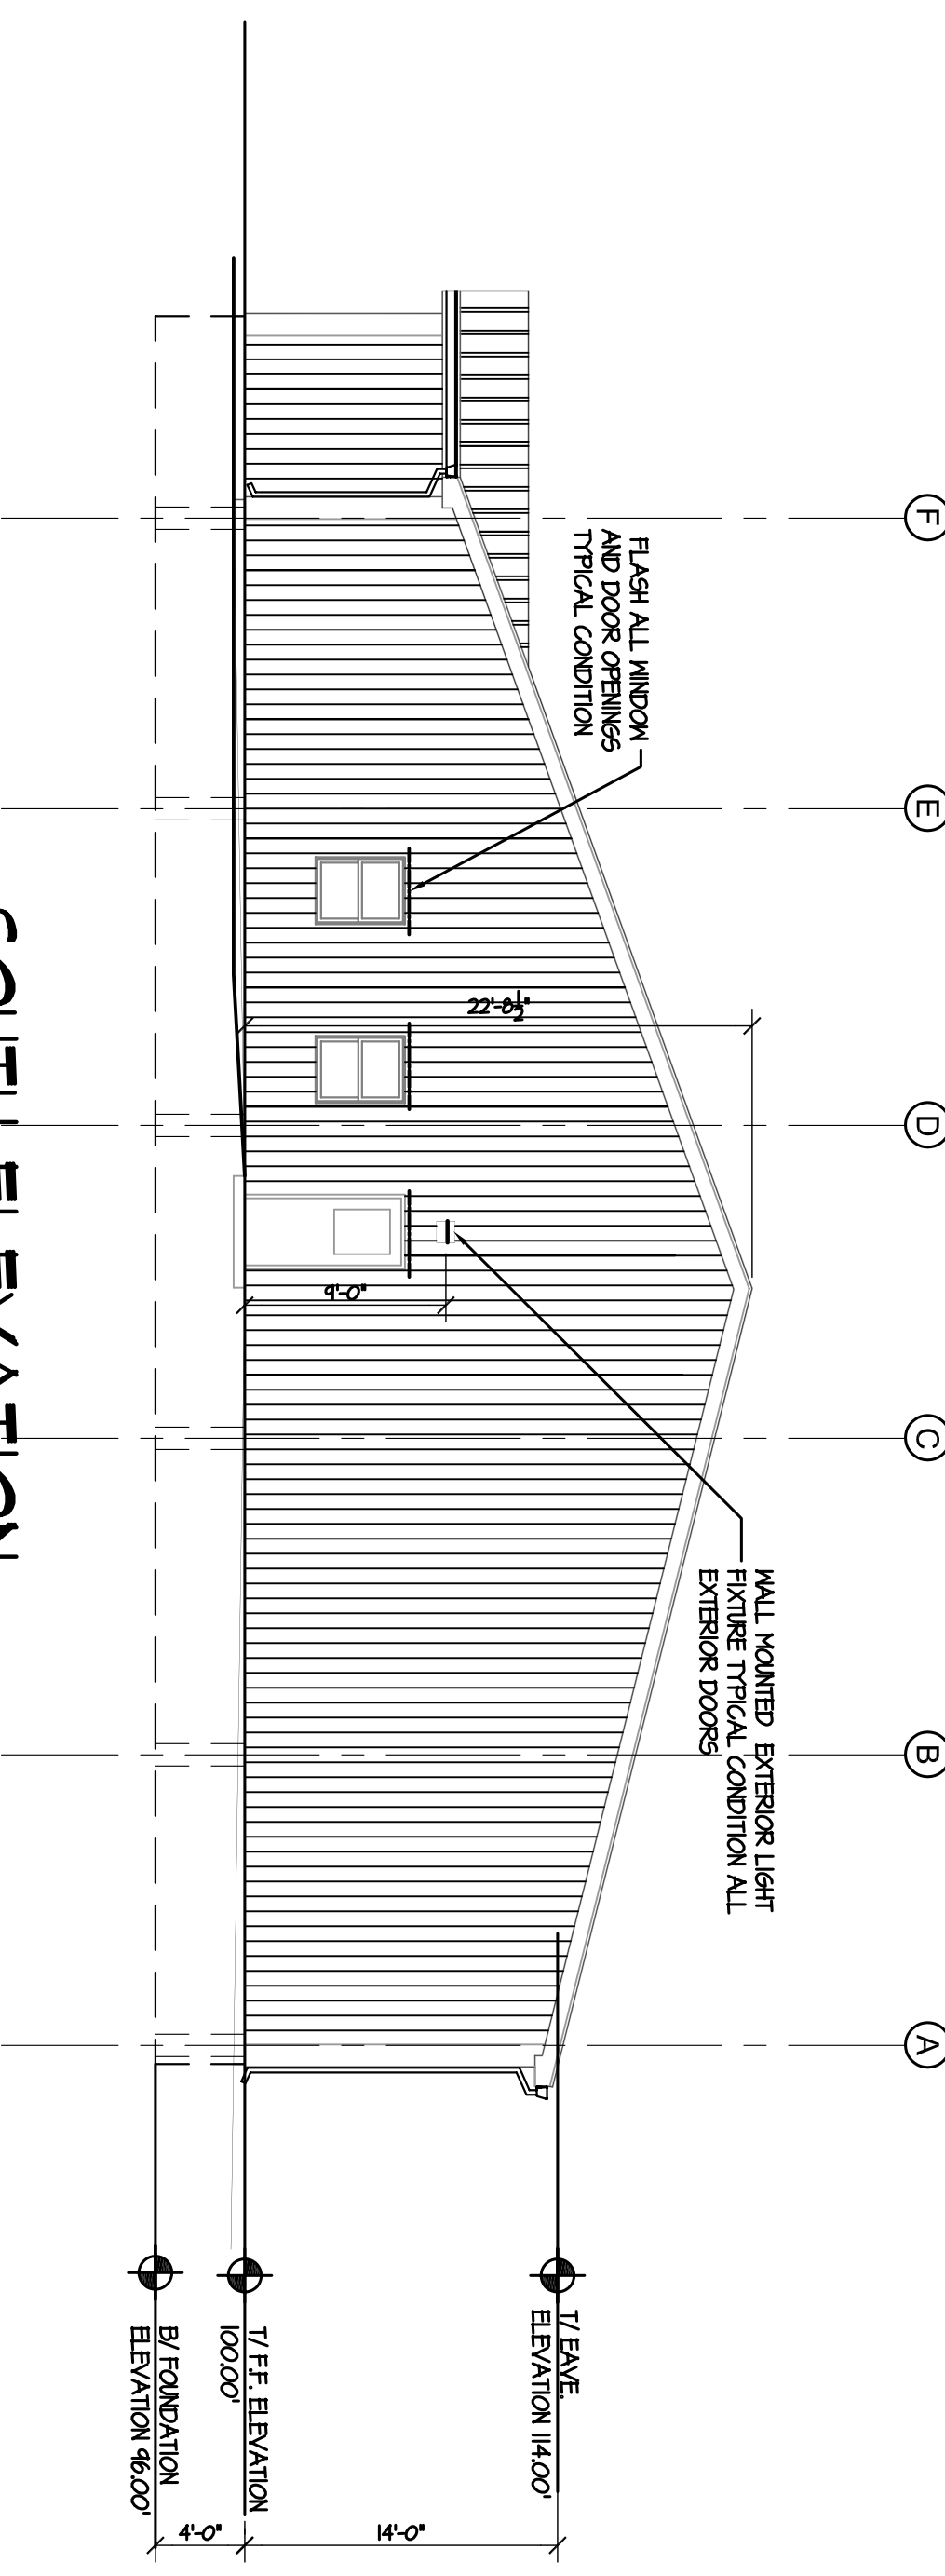 F
E
D
C
B
A
FLASH ALL WINDOW
AND DOOR OPENINGS
TYPICAL CONDITION
22'-8½"
9'-0"
WALL MOUNTED EXTERIOR LIGHT
FIXTURE TYPICAL CONDITION ALL
EXTERIOR DOORS
T/ EAVE.
ELEVATION 114.00'
T/ F.F. ELEVATION
100.00'
B/ FOUNDATION
ELEVATION 96.00'
14'-0"
4'-0"
SOUTH ELEVATION